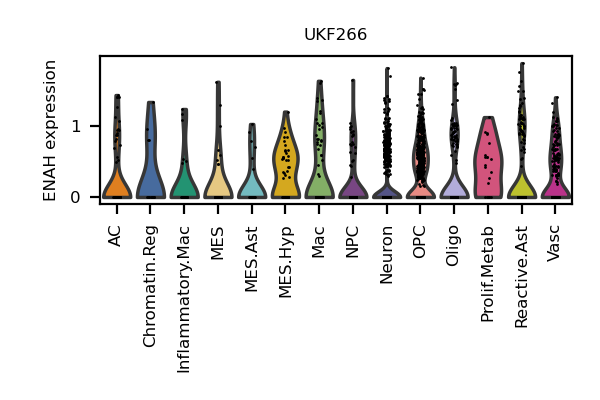 UKF266
ENAH expression
1
0
AC
Chromatin.Reg
Inflammatory.Mac
MES
MES.Ast
MES.Hyp
Mac
NPC
Neuron
OPC
Oligo
Prolif.Metab
Reactive.Ast
Vasc